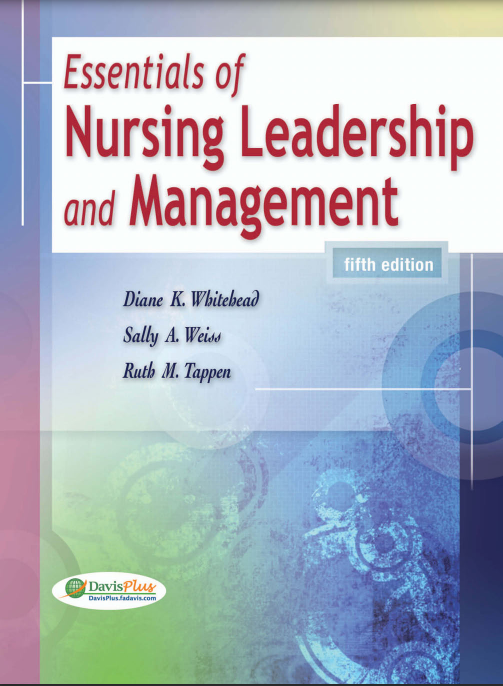 Essentials of
Nursing Leadership
and Management
fifth edition
Diane K. Whitehead
Sally A. Weiss
Ruth M. Tappen
DavisPlus
DavisPlus.fadavis.com